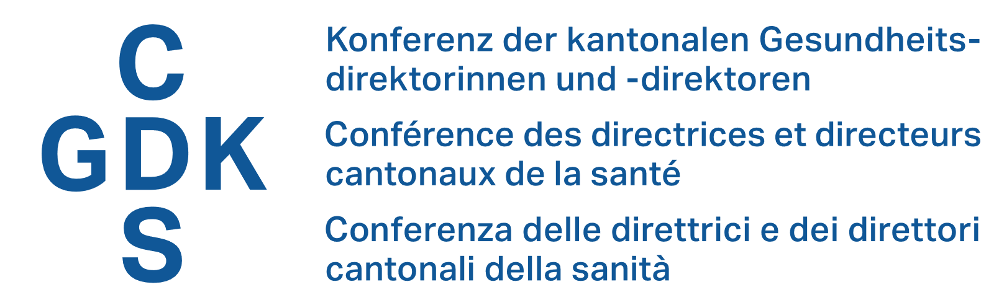 C
GDK
S
Konferenz der kantonalen Gesundheits-
direktorinnen und -direktoren
Conférence des directrices et directeurs
cantonaux de la santé
Conferenza delle direttrici e dei direttori
cantonali della sanità